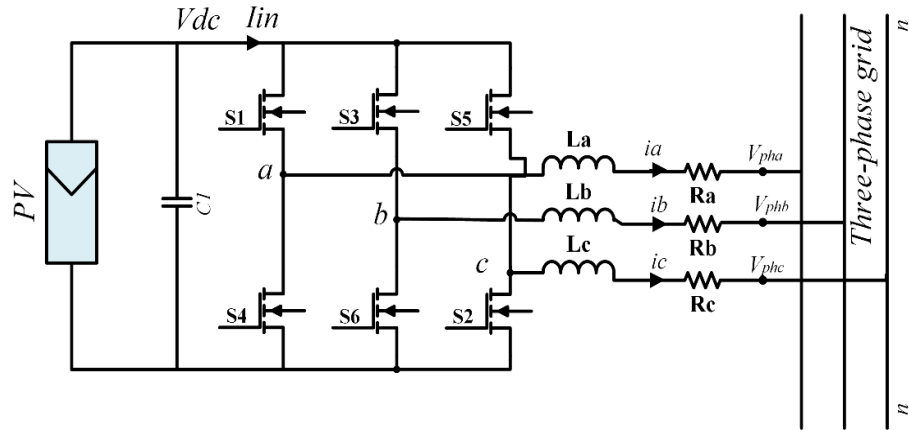 Vdc Iin
n
S1 S3 S5
La ia Vpha
a Ra
Lb ib Vphb
b Rb
Lc ic Vphc
c Rc
PV
C1
S4 S6 S2
Three-phase grid
n